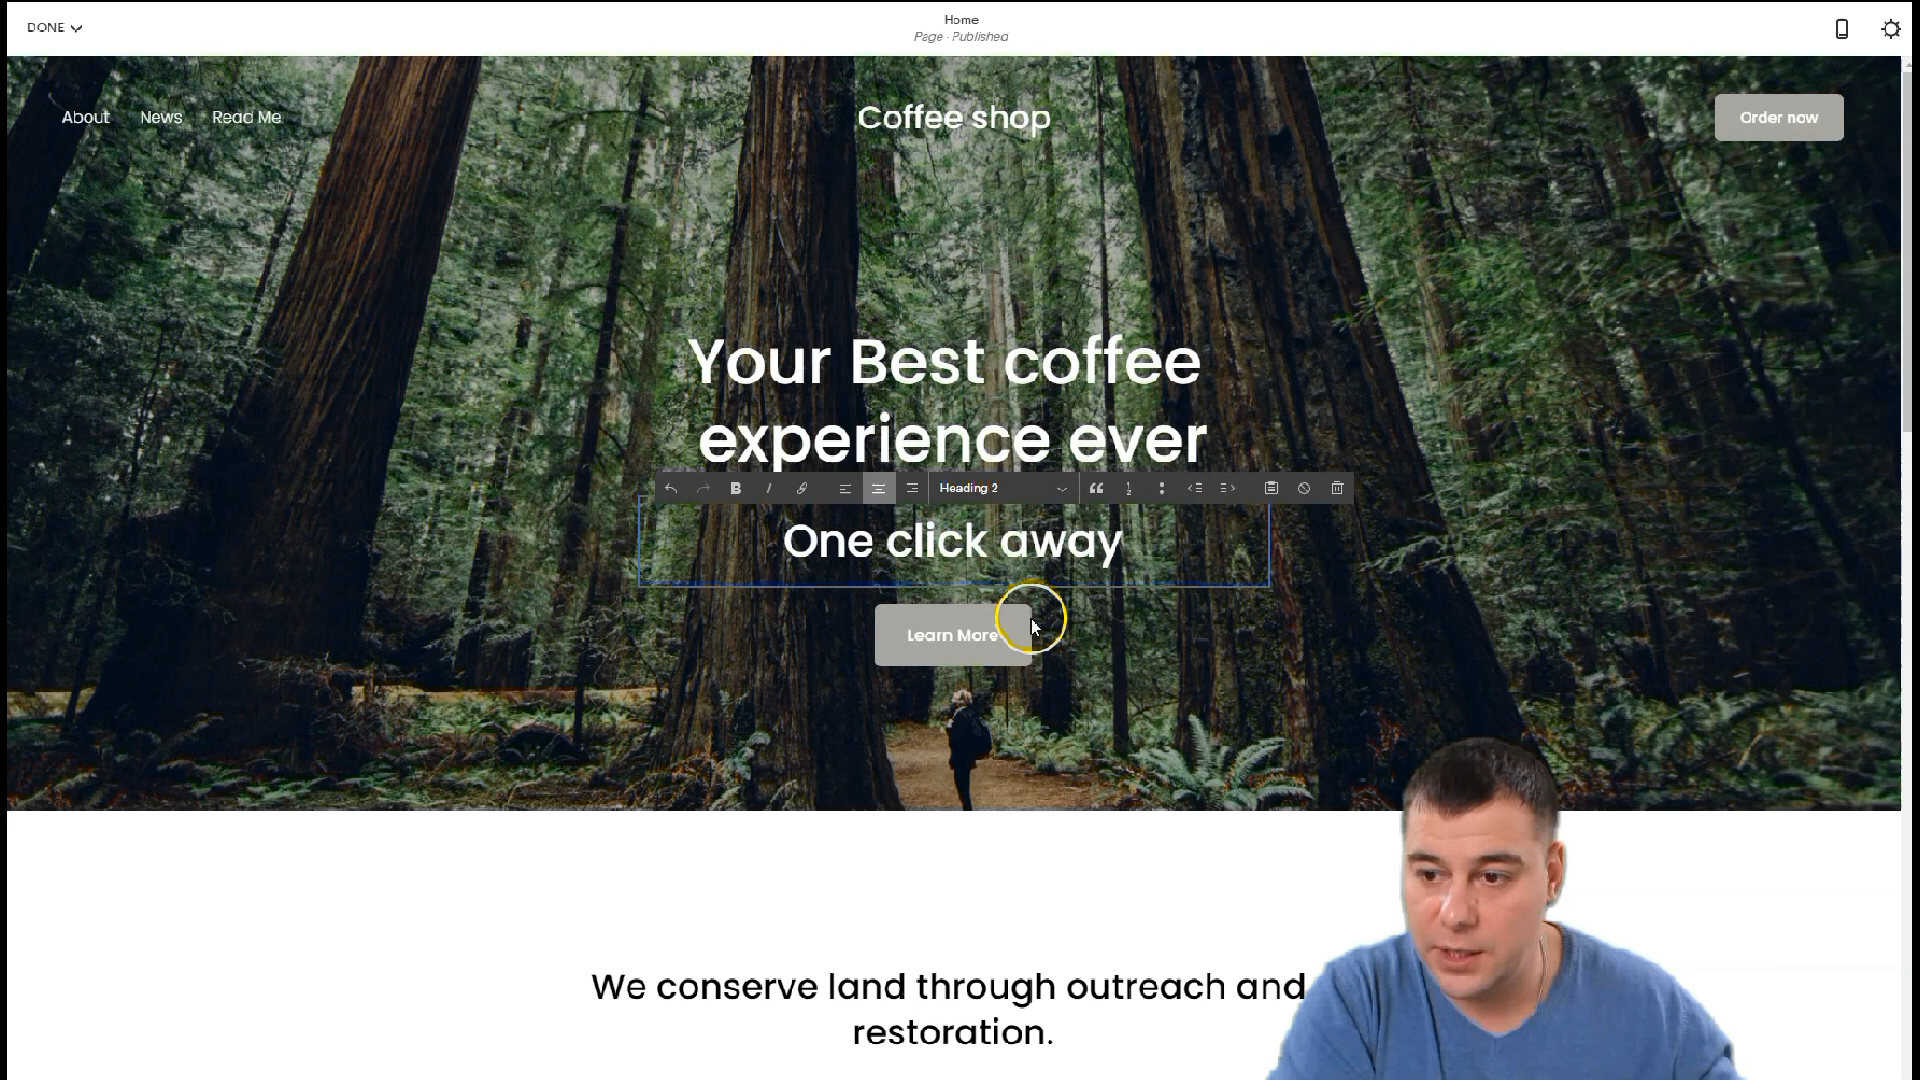 DONE
Home
Page · Published
About News Read Me
Coffee shop
Order now
Your Best coffee
experience ever
B I Heading 2
One click away
Learn More
We conserve land through outreach and
restoration.